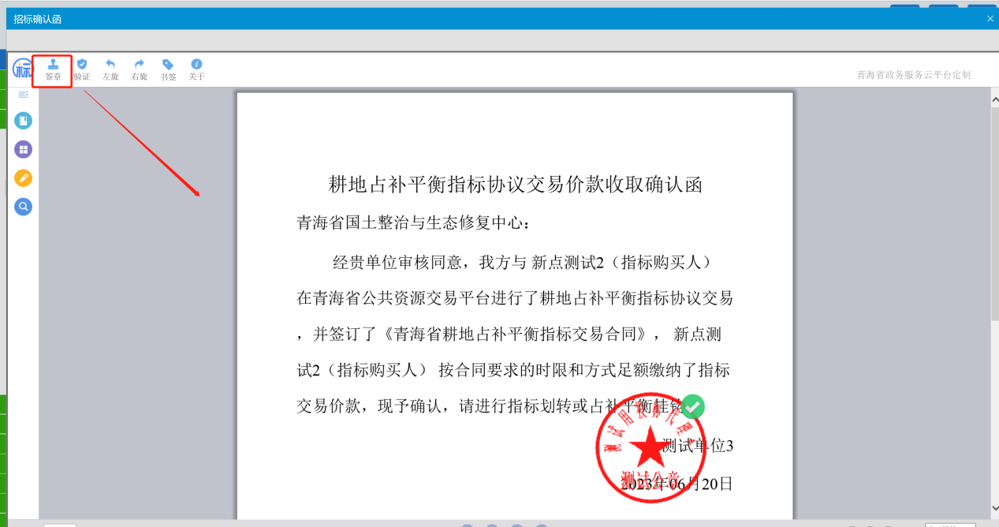 招标确认函
标
签章 验证 左旋 右旋 书签 关于
青海省政务服务云平台定制
耕地占补平衡指标协议交易价款收取确认函
青海省国土整治与生态修复中心：
经贵单位审核同意，我方与 新点测试2（指标购买人）
在青海省公共资源交易平台进行了耕地占补平衡指标协议交易
，并签订了《青海省耕地占补平衡指标交易合同》， 新点测
试2（指标购买人） 按合同要求的时限和方式足额缴纳了指标
交易价款，现予确认，请进行指标划转或占补平衡挂
测试单位3
测试公章
2023年06月20日